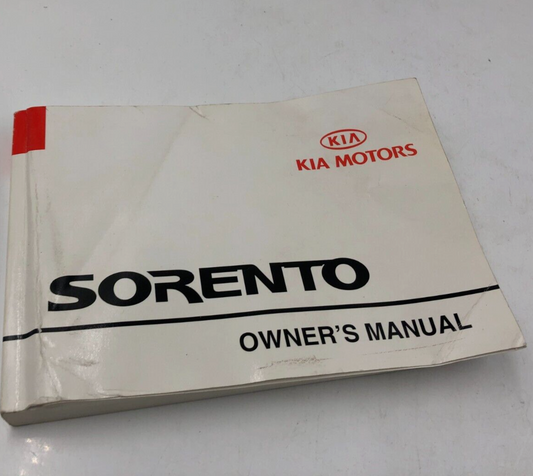 KIA
KIA MOTORS
SORENTO
OWNER'S MANUAL